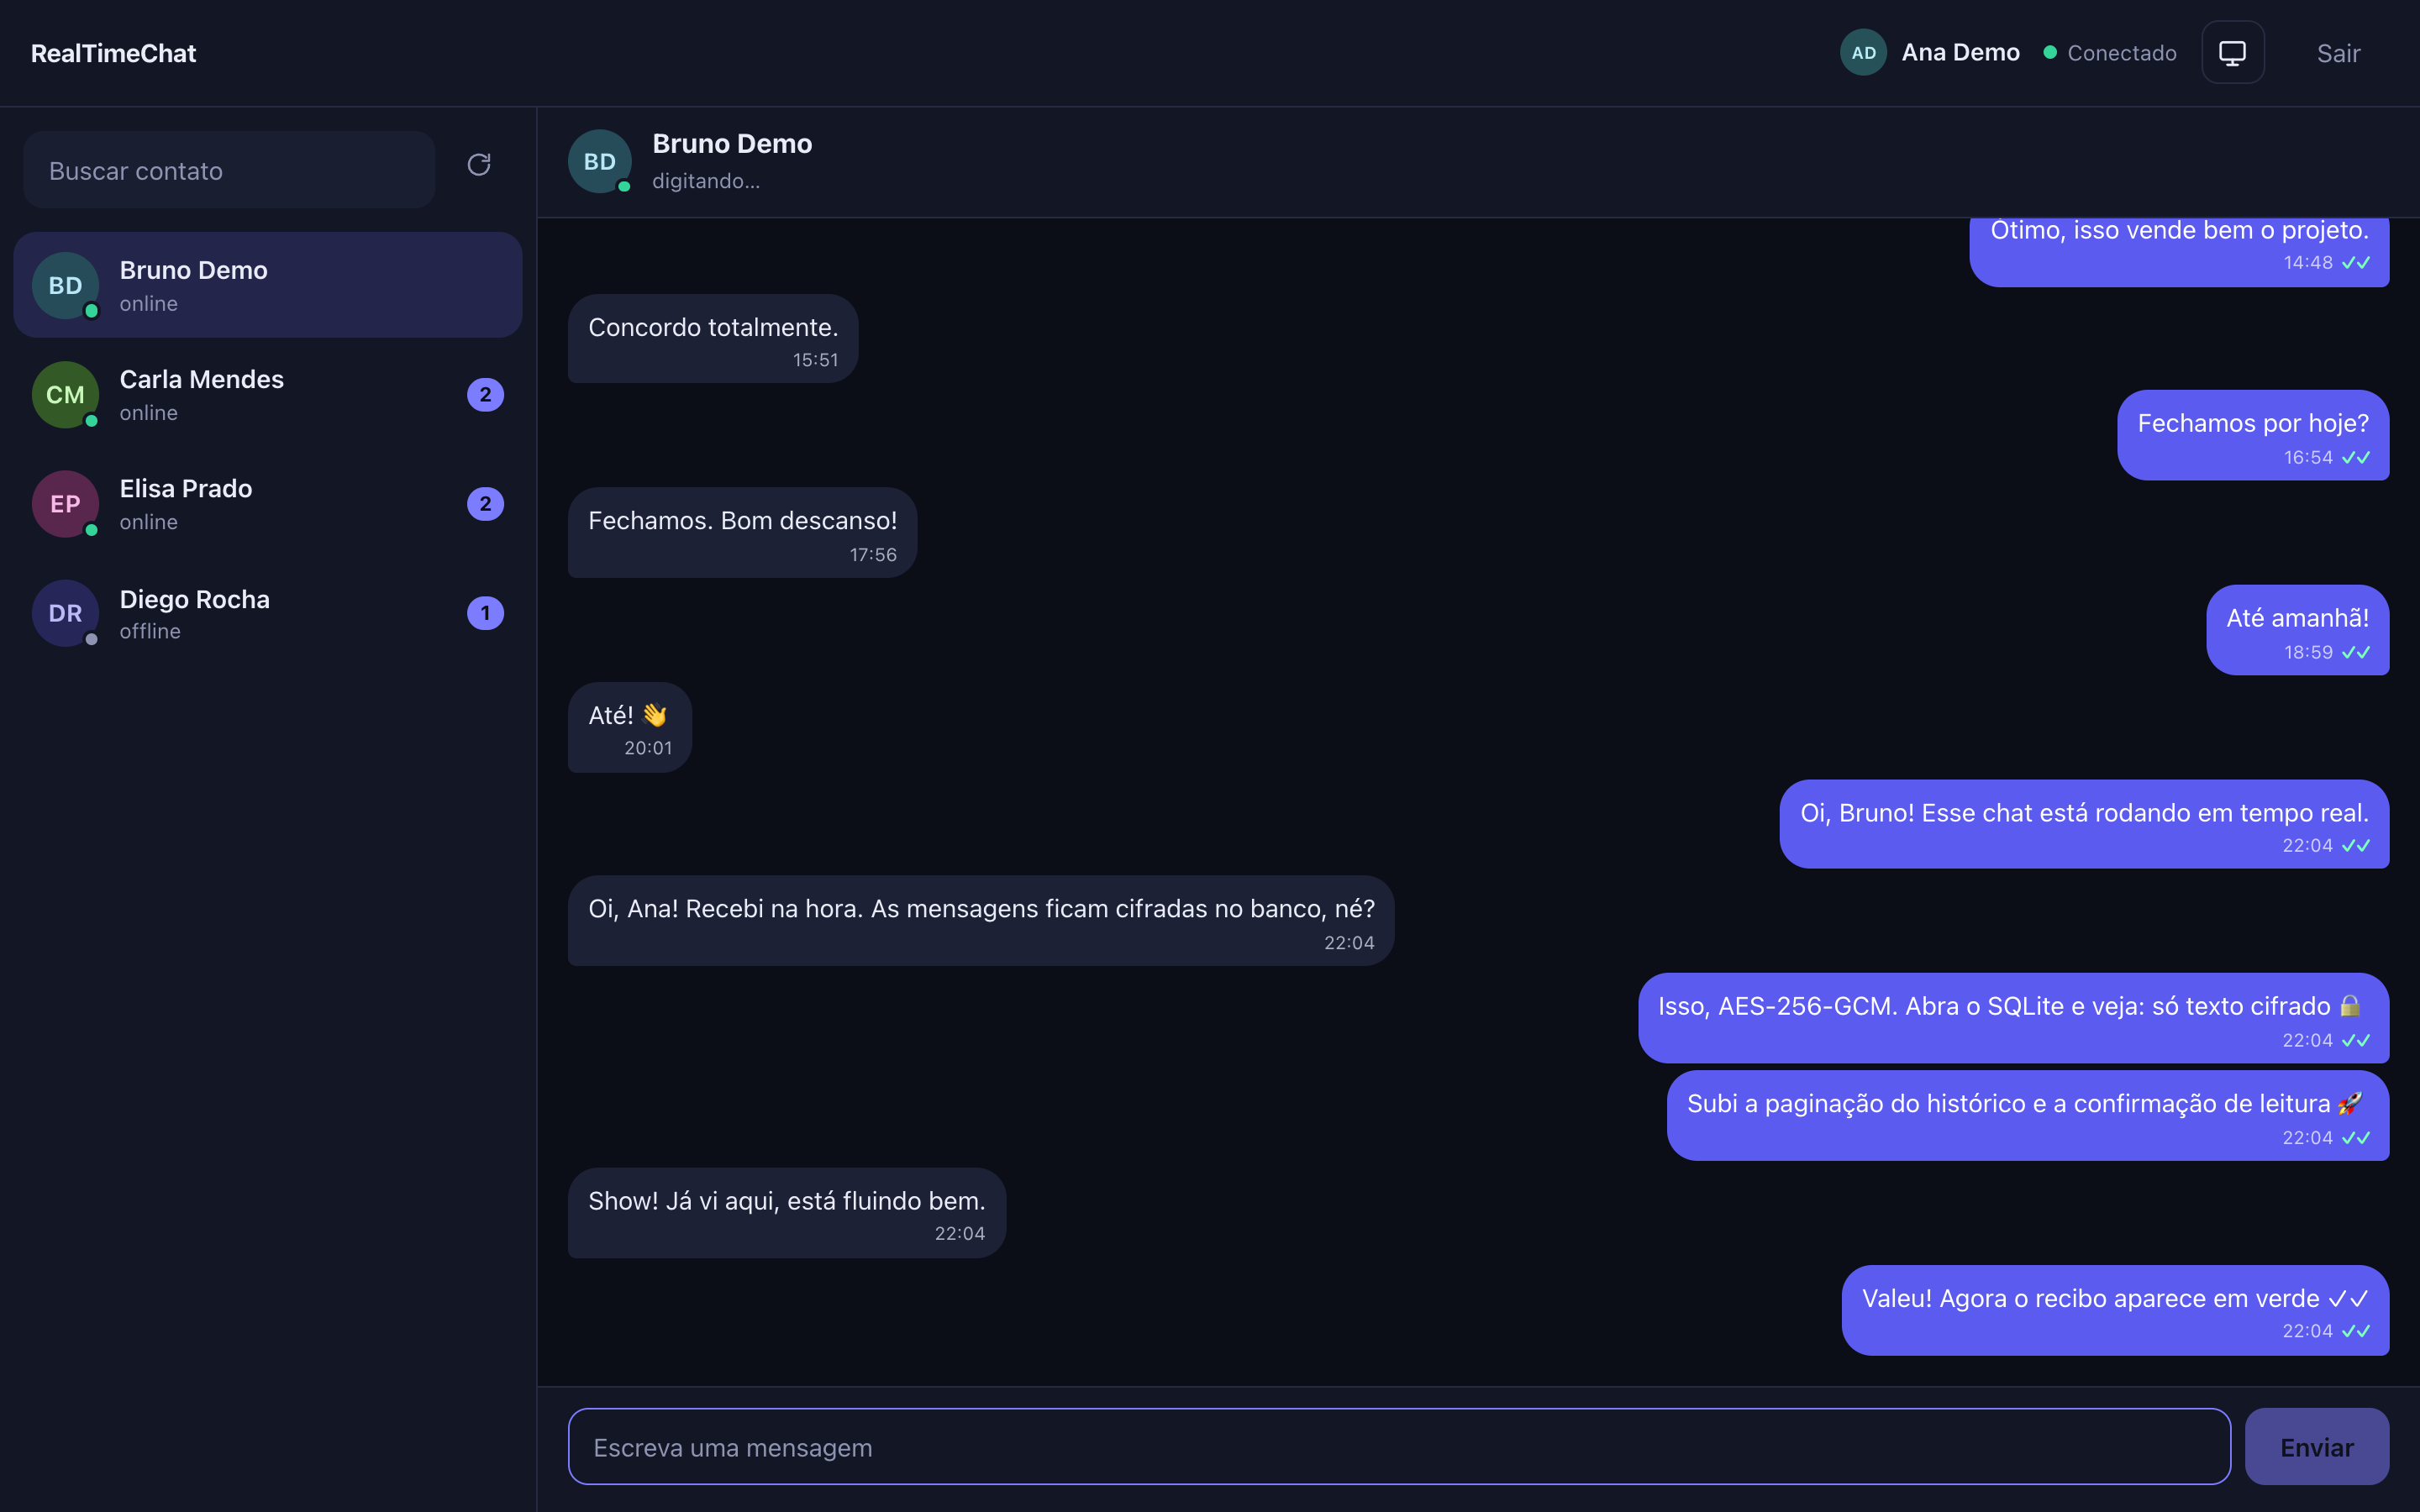 RealTimeChat
AD Ana Demo Conectado Sair
Buscar contato
BD Bruno Demo
online
CM Carla Mendes
online
2
EP Elisa Prado
online
2
DR Diego Rocha
offline
1
BD Bruno Demo
digitando...
Ótimo, isso vende bem o projeto.
14:48 ✓✓
Concordo totalmente.
15:51
Fechamos por hoje?
16:54 ✓✓
Fechamos. Bom descanso!
17:56
Até amanhã!
18:59 ✓✓
Até! 👋
20:01
Oi, Bruno! Esse chat está rodando em tempo real.
22:04 ✓✓
Oi, Ana! Recebi na hora. As mensagens ficam cifradas no banco, né?
22:04
Isso, AES-256-GCM. Abra o SQLite e veja: só texto cifrado 🔒
22:04 ✓✓
Subi a paginação do histórico e a confirmação de leitura 🚀
22:04 ✓✓
Show! Já vi aqui, está fluindo bem.
22:04
Valeu! Agora o recibo aparece em verde ✓✓
22:04 ✓✓
Escreva uma mensagem
Enviar